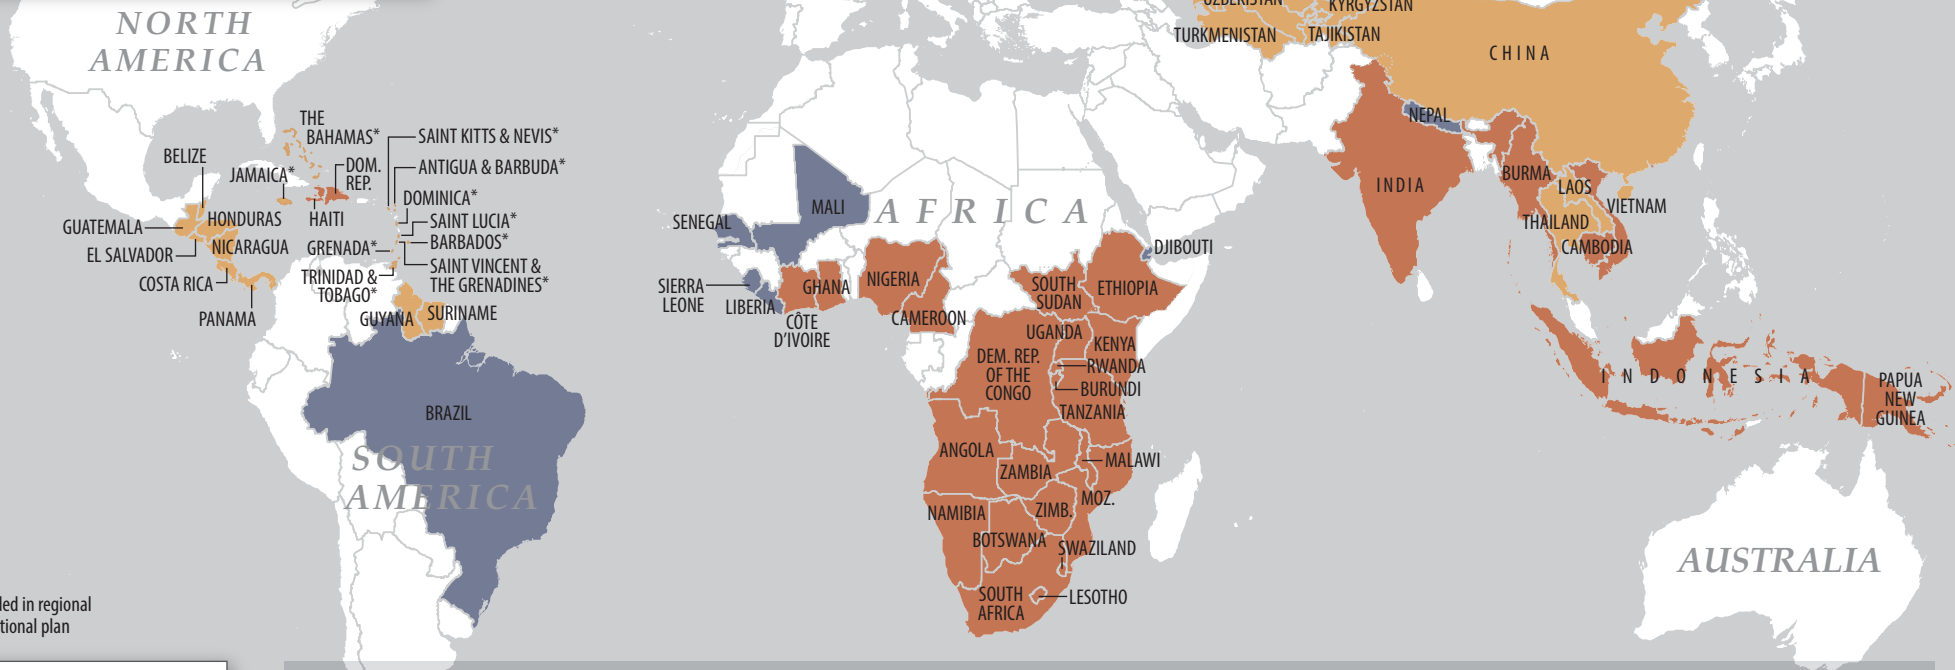 NORTH
AMERICA
UZBEKISTAN
KYRGYZSTAN
TURKMENISTAN
TAJIKISTAN
CHINA
THE
BAHAMAS*
SAINT KITTS & NEVIS*
BELIZE
JAMAICA*
DOM.
REP.
ANTIGUA & BARBUDA*
DOMINICA*
GUATEMALA
HONDURAS
HAITI
SAINT LUCIA*
EL SALVADOR
NICARAGUA
GRENADA*
BARBADOS*
COSTA RICA
TRINIDAD &
TOBAGO*
SAINT VINCENT &
THE GRENADINES*
PANAMA
GUYANA
SURINAME
BRAZIL
SOUTH
AMERICA
AFRICA
SENEGAL
MALI
SIERRA
LEONE
LIBERIA
CÔTE
D'IVOIRE
GHANA
NIGERIA
CAMEROON
SOUTH
SUDAN
ETHIOPIA
DJIBOUTI
UGANDA
KENYA
DEM. REP.
OF THE
CONGO
RWANDA
BURUNDI
TANZANIA
ANGOLA
ZAMBIA
MALAWI
MOZ.
NAMIBIA
ZIMB.
BOTSWANA
SWAZILAND
SOUTH
AFRICA
LESOTHO
NEPAL
INDIA
BURMA
LAOS
VIETNAM
THAILAND
CAMBODIA
INDONESIA
PAPUA
NEW
GUINEA
AUSTRALIA
led in regional
tional plan